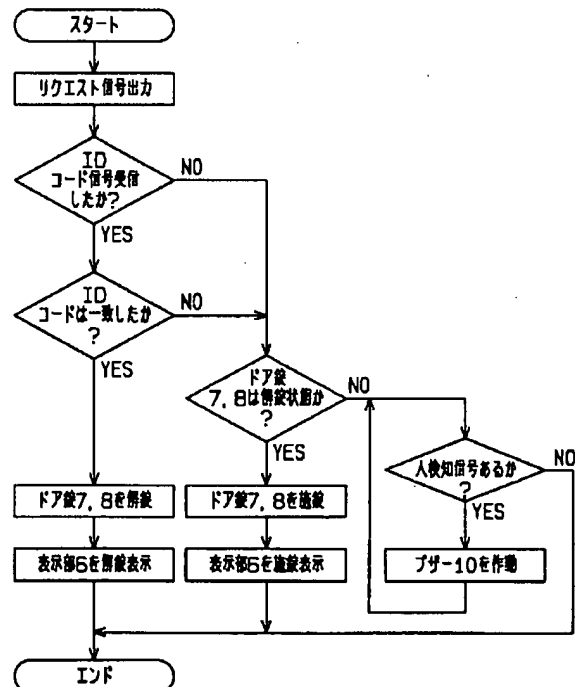 スタート
リクエスト信号出力
ID
コード信号受信
したか?
NO
YES
ID
コードは一致したか
?
NO
YES
ドア錠
7,8は解錠状態か
?
NO
YES
人検知信号あるか
?
NO
YES
ドア錠7,8を解錠
ドア錠7,8を施錠
表示部6を解錠表示
表示部6を施錠表示
ブザー10を作動
エンド